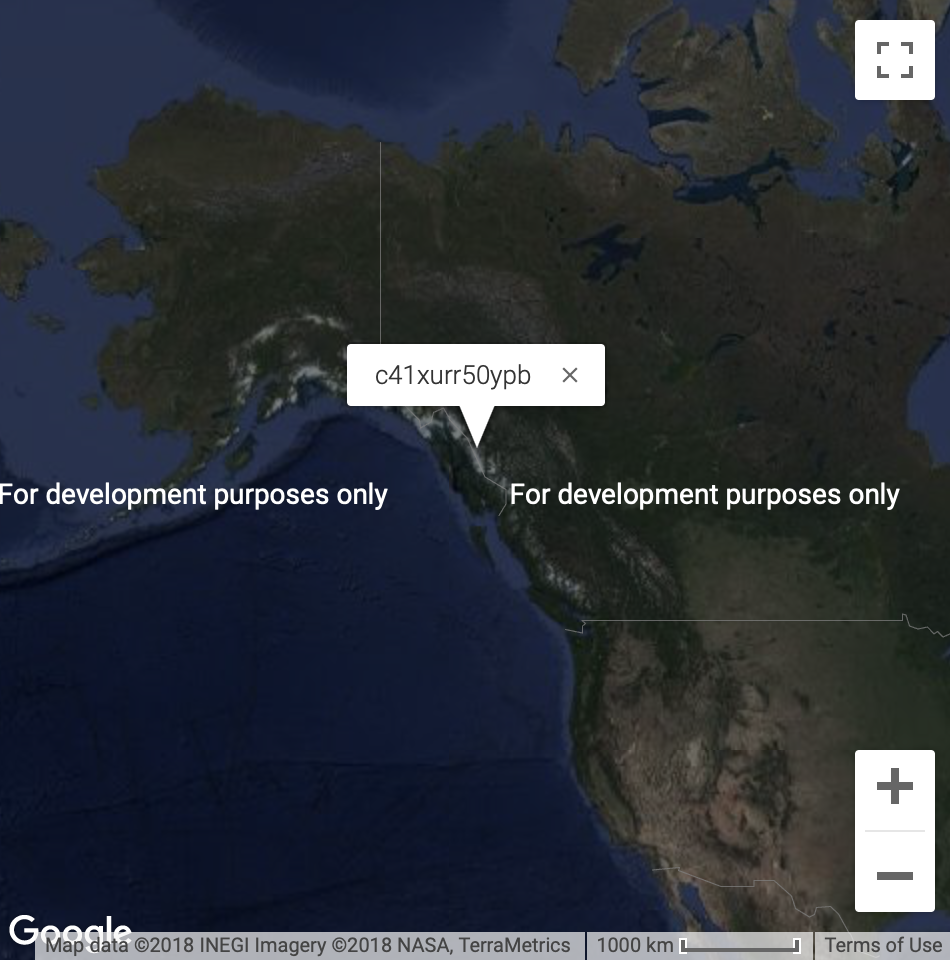 c41xurr50ypb
For development purposes only
For development purposes only
Google
Map data ©2018 INEGI Imagery ©2018 NASA, TerraMetrics
1000 km
Terms of Use